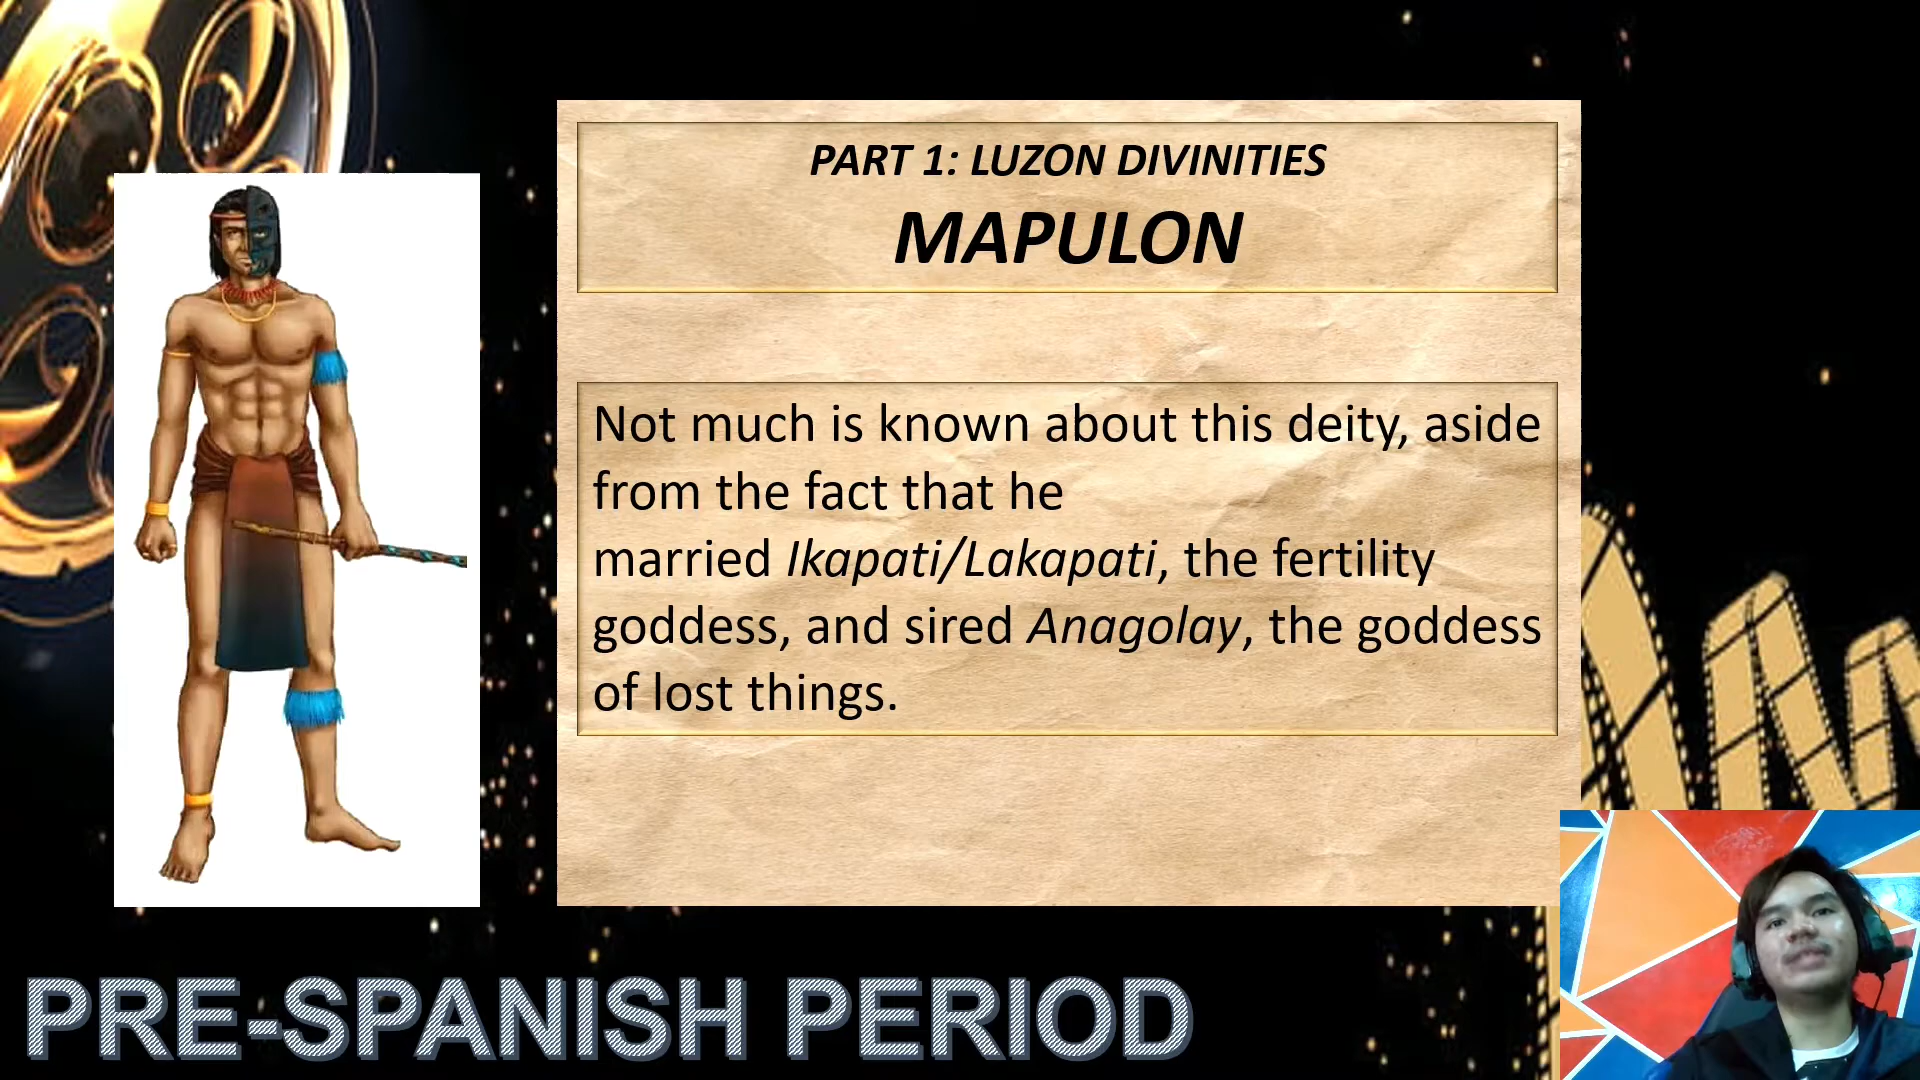 PART 1: LUZON DIVINITIES
MAPULON
Not much is known about this deity, aside
from the fact that he
married Ikapati/Lakapati, the fertility
goddess, and sired Anagolay, the goddess
of lost things.
PRE-SPANISH PERIOD